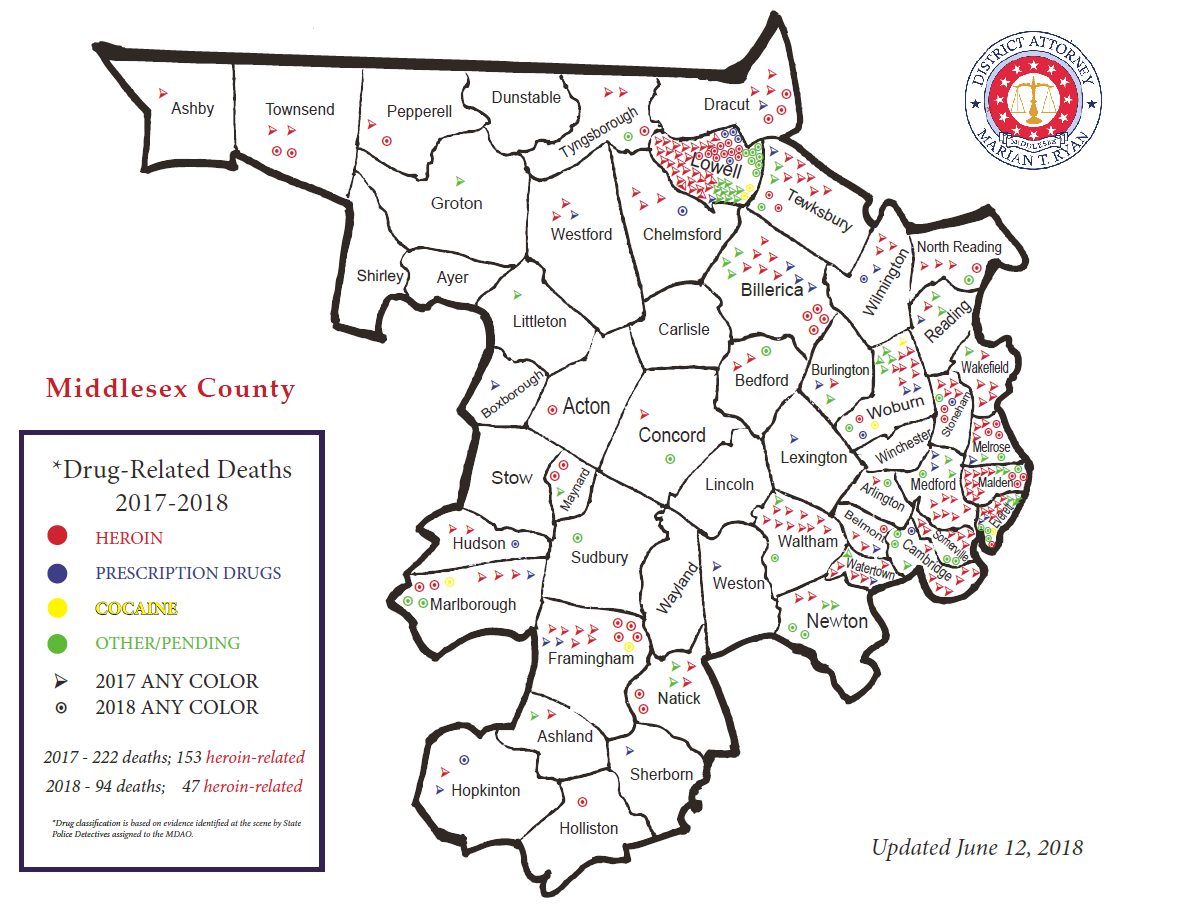 DISTRICT ATTORNEY
MIDDLESEX
MARIAN T. RYAN
Ashby
Townsend
Pepperell
Dunstable
Tyngsborough
Dracut
Lowell
Tewksbury
Groton
Westford
Chelmsford
Wilmington
North Reading
Shirley
Ayer
Littleton
Carlisle
Billerica
Reading
Wakefield
Boxborough
Acton
Bedford
Burlington
Woburn
Stoneham
Concord
Lexington
Winchester
Melrose
Stow
Maynard
Lincoln
Arlington
Medford
Malden
Everett
Hudson
Sudbury
Waltham
Belmont
Cambridge
Somerville
Watertown
Marlborough
Wayland
Weston
Newton
Framingham
Natick
Ashland
Sherborn
Hopkinton
Holliston
Middlesex County
*Drug-Related Deaths
2017-2018
HEROIN
PRESCRIPTION DRUGS
COCAINE
OTHER/PENDING
2017 ANY COLOR
2018 ANY COLOR
2017 - 222 deaths; 153 heroin-related
2018 - 94 deaths; 47 heroin-related
*Drug classification is based on evidence identified at the scene by State
Police Detectives assigned to the MDAO.
Updated June 12, 2018